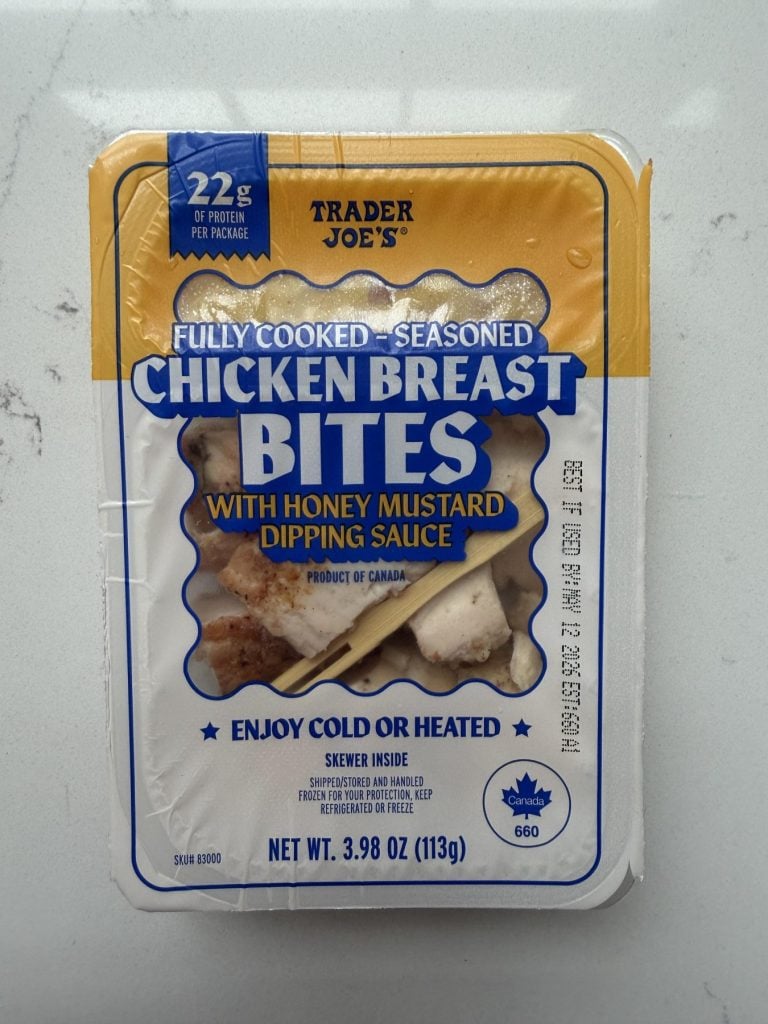 22g
OF PROTEIN
PER PACKAGE
TRADER
JOE'S®
FULLY COOKED - SEASONED
CHICKEN BREAST
BITES
WITH HONEY MUSTARD
DIPPING SAUCE
PRODUCT OF CANADA
BEST IF USED BY:MAY 12 2026 EST:660 A1
★ ENJOY COLD OR HEATED ★
SKEWER INSIDE
SHIPPED/STORED AND HANDLED
FROZEN FOR YOUR PROTECTION, KEEP
REFRIGERATED OR FREEZE
Canada
660
SKU# 83000
NET WT. 3.98 OZ (113g)